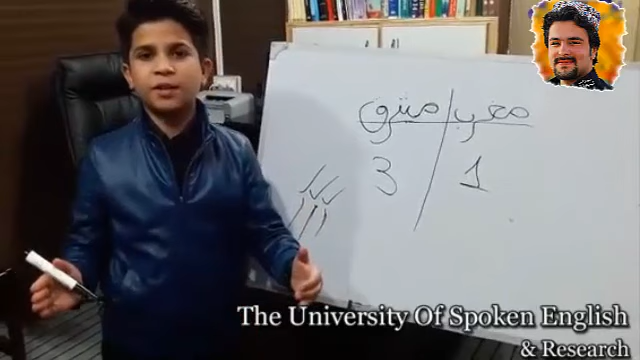 مغرب / مشرق
1 / 3
The University Of Spoken English
& Research